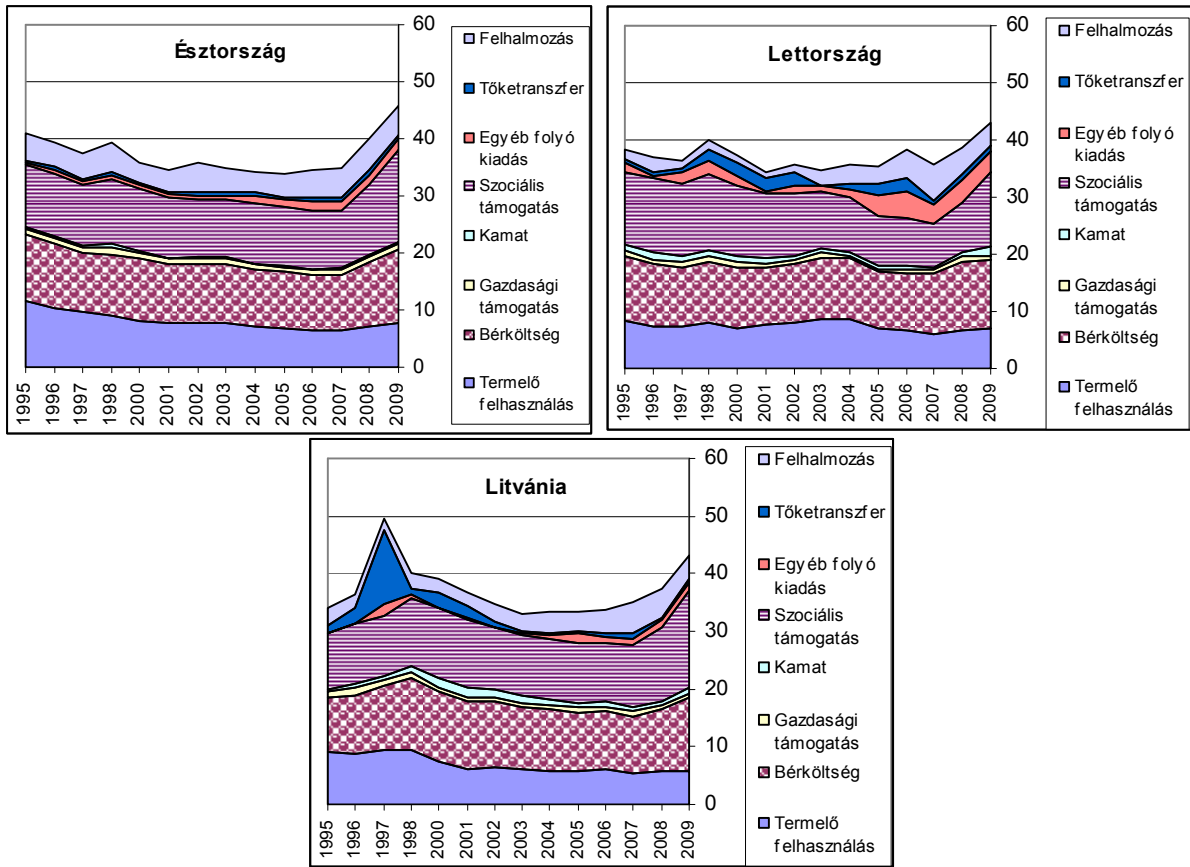 Észtország
60
50
40
30
20
10
0
1995
1996
1997
1998
2000
2001
2002
2003
2004
2005
2006
2007
2008
2009
Felhalmozás
Tőketranszfer
Egyéb folyó
kiadás
Szociális
támogatás
Kamat
Gazdasági
támogatás
Bérköltség
Termelő
felhasználás
Lettország
60
50
40
30
20
10
0
1995
1996
1997
1998
2000
2001
2002
2003
2004
2005
2006
2007
2008
2009
Felhalmozás
Tőketranszfer
Egyéb folyó
kiadás
Szociális
támogatás
Kamat
Gazdasági
támogatás
Bérköltség
Termelő
felhasználás
Litvánia
60
50
40
30
20
10
0
1995
1996
1997
1998
2000
2001
2002
2003
2004
2005
2006
2007
2008
2009
Felhalmozás
Tőketranszfer
Egyéb folyó
kiadás
Szociális
támogatás
Kamat
Gazdasági
támogatás
Bérköltség
Termelő
felhasználás